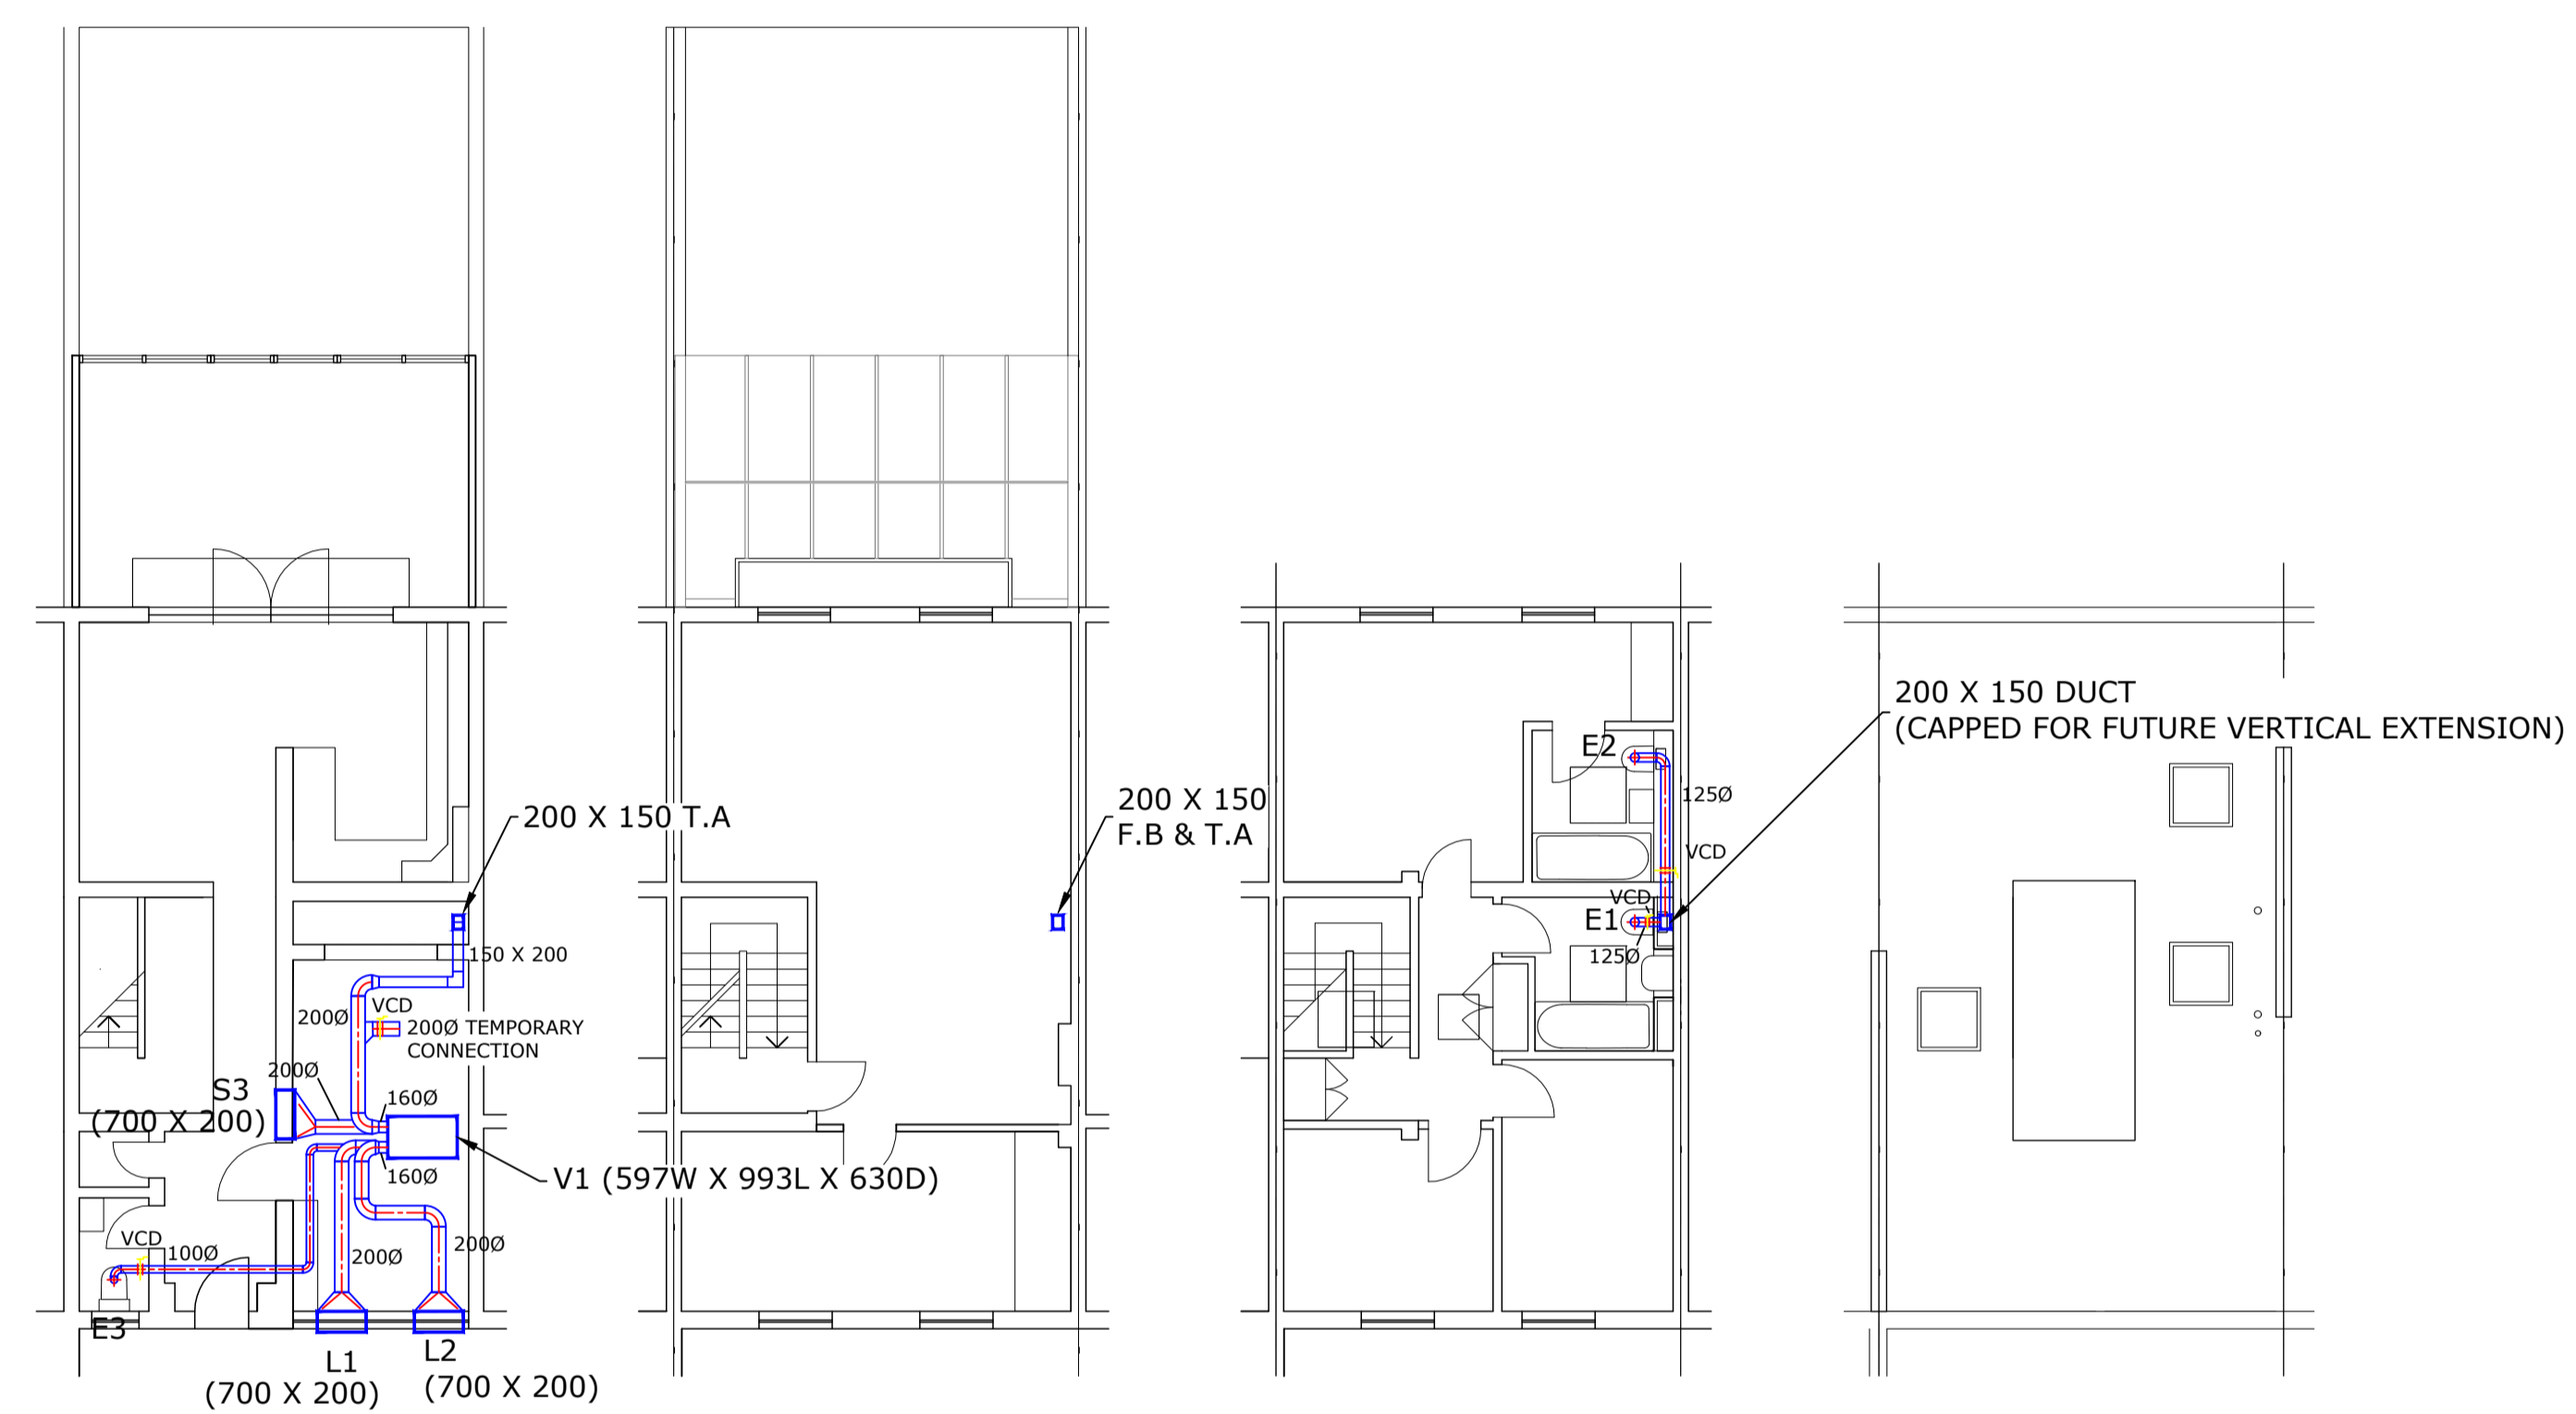 200 X 150 T.A
150 X 200
200Ø
VCD
200Ø TEMPORARY
CONNECTION
200Ø
S3
(700 X 200)
160Ø
160Ø
V1 (597W X 993L X 630D)
VCD
100Ø
200Ø
200Ø
E3
L1
(700 X 200)
L2
(700 X 200)
200 X 150
F.B & T.A
E2
125Ø
VCD
VCD
E1
125Ø
200 X 150 DUCT
(CAPPED FOR FUTURE VERTICAL EXTENSION)